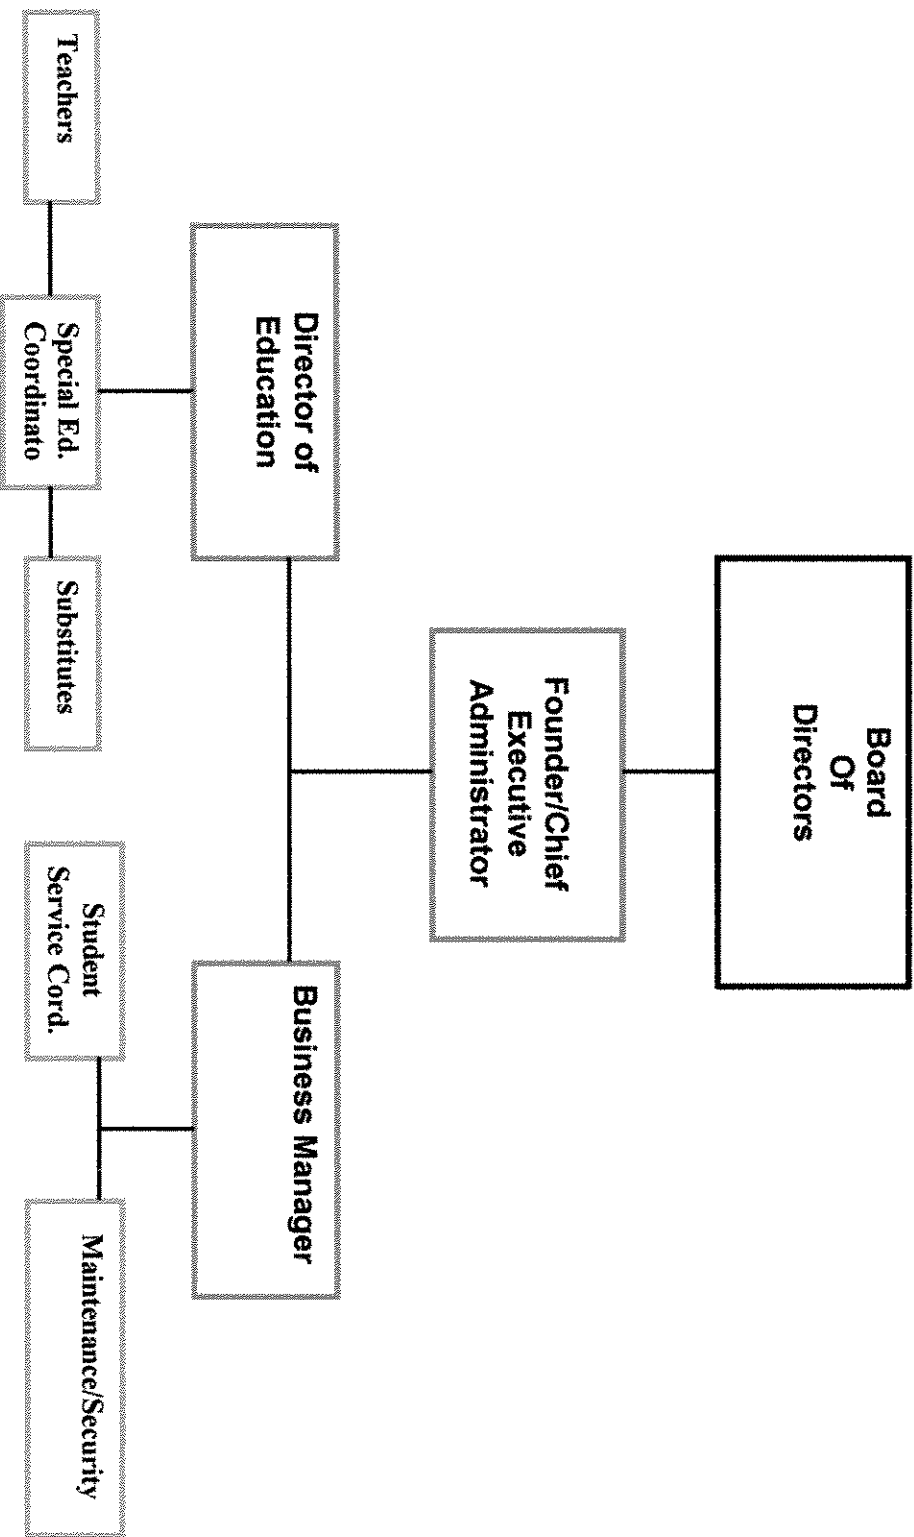 Board
Of
Directors
Founder/Chief
Executive
Administrator
Director of
Education
Business Manager
Teachers
Special Ed.
Coordinato
Substitutes
Student
Service Cord.
Maintenance/Security